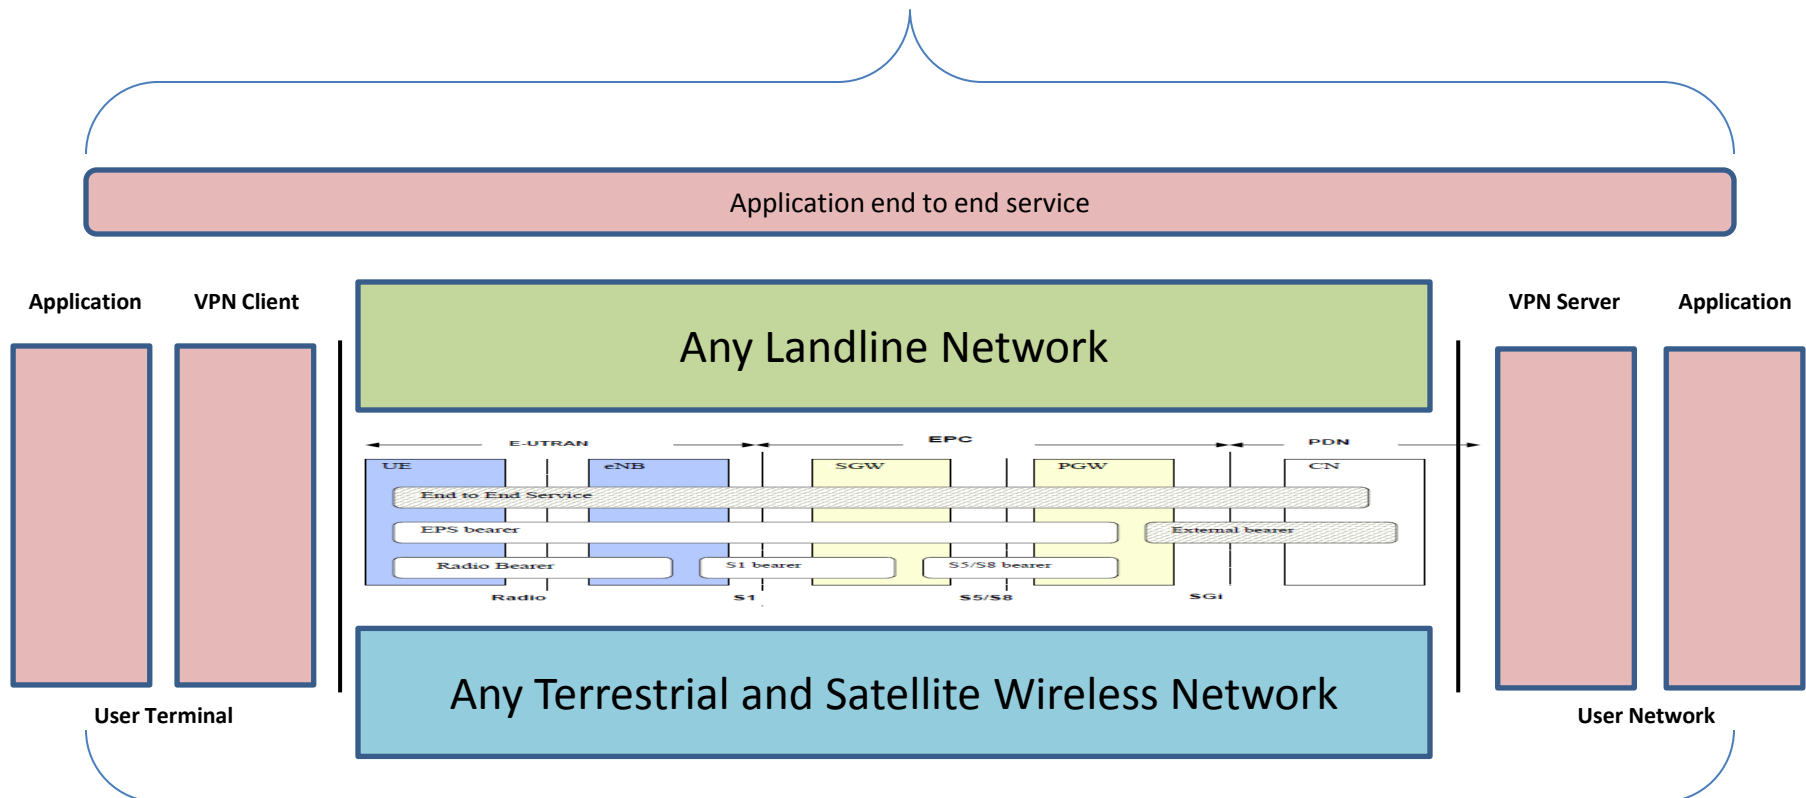 Application end to end service
Application
VPN Client
Any Landline Network
VPN Server
Application
E-UTRAN
EPC
PDN
UE
eNB
SGW
PGW
CN
End to End Service
EPS bearer
External bearer
Radio Bearer
S1 bearer
S5/S8 bearer
Radio
S1
S5/S8
SGi
Any Terrestrial and Satellite Wireless Network
User Terminal
User Network